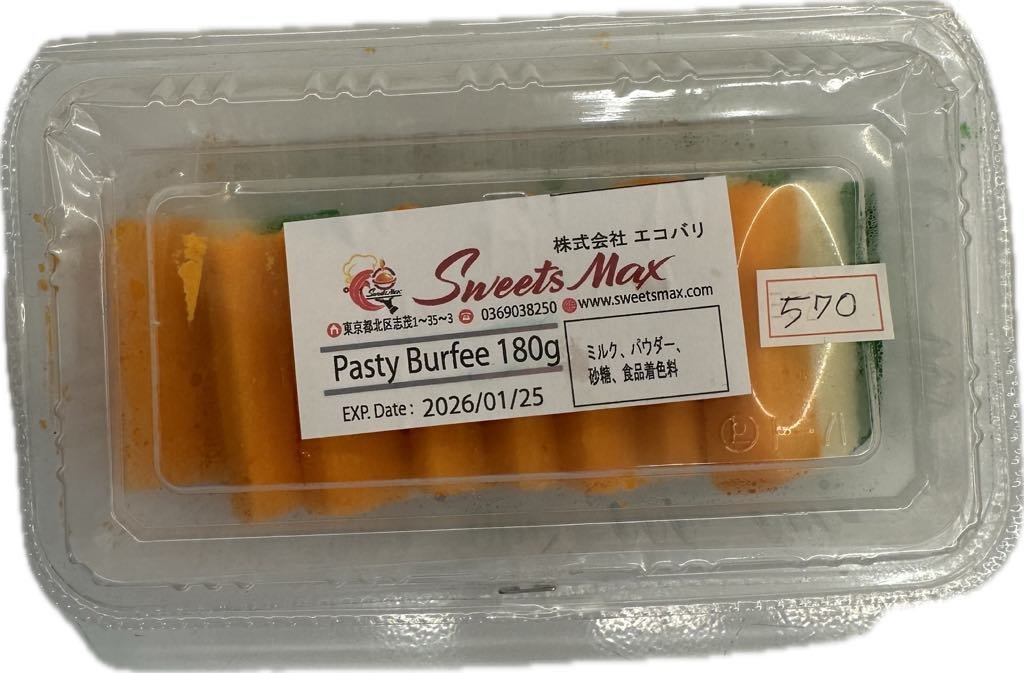 株式会社 エコバリ
Sweets Max
Sweets Max
東京都北区志茂1～35～3 0369038250 www.sweetsmax.com
Pasty Burfee 180g
EXP. Date: 2026/01/25
ミルク、パウダー、
砂糖、食品着色料
570